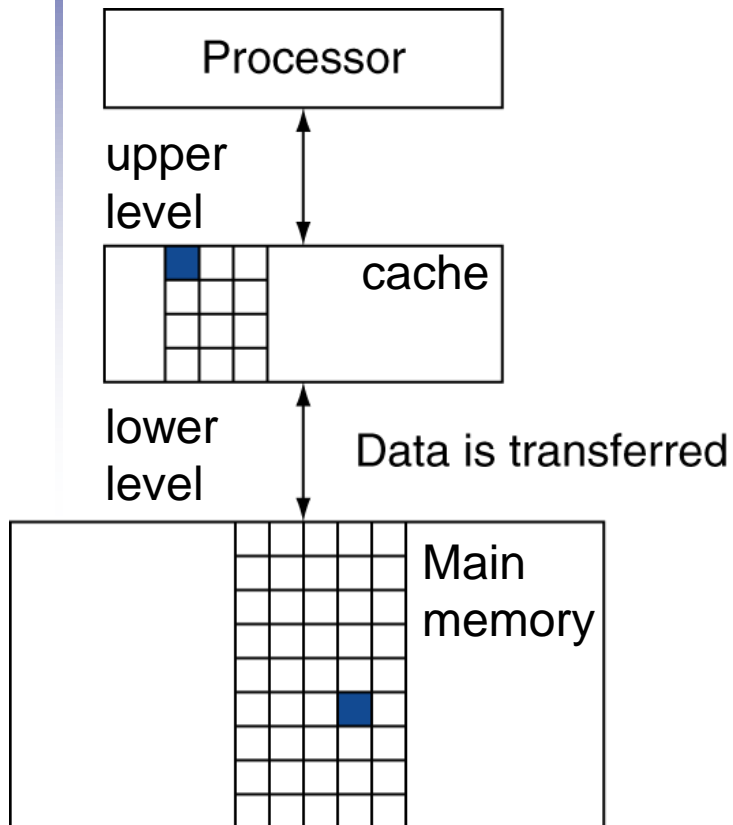 Processor
upper
level
cache
lower
level
Data is transferred
Main
memory